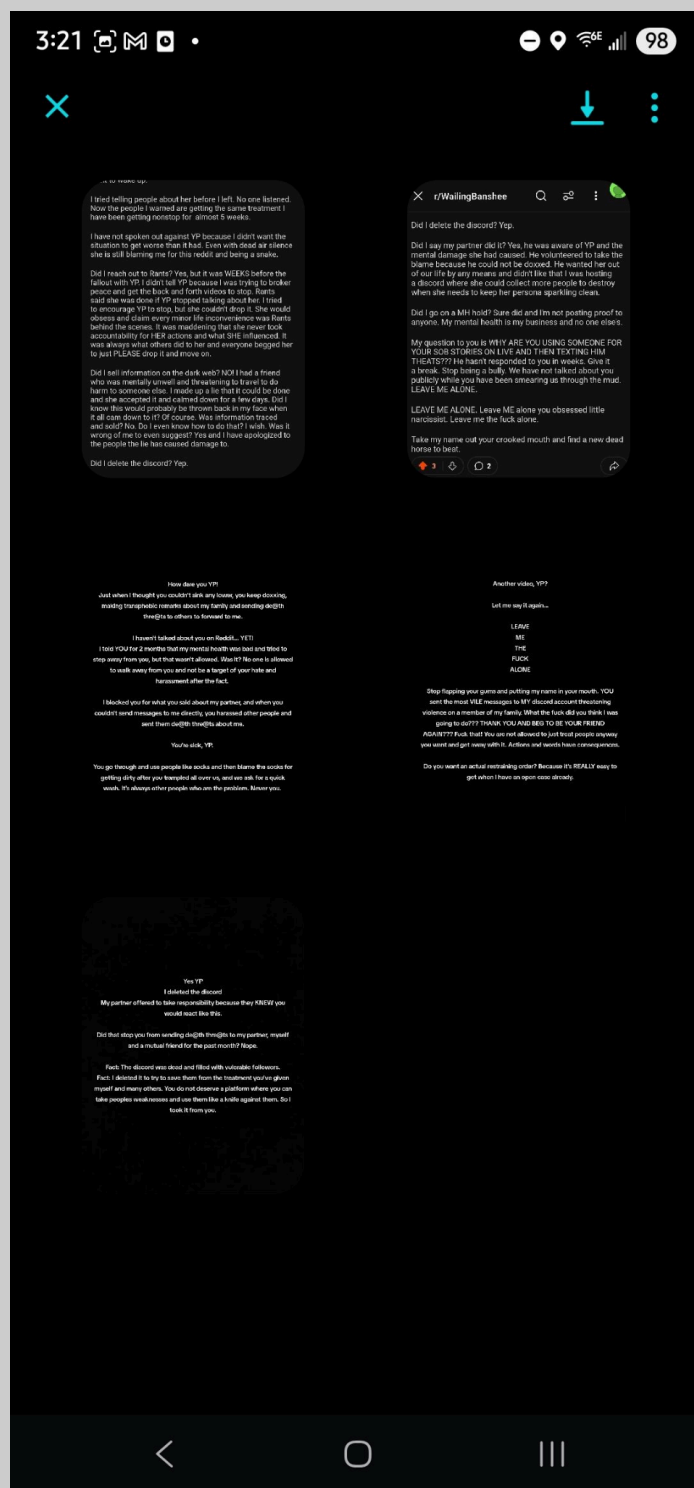 3:21
6E
98
I tried telling people about her before I left. No one listened.
Now the people I warned are getting the same treatment I
have been getting nonstop for almost 5 weeks.
I have not spoken out against YP because I didn't want the
situation to get worse than it had. Even with dead air silence
she is still blaming me for this reddit and being a snake.
Did I reach out to Rants? Yes, but it was WEEKS before the
fallout with YP. I didn't tell YP because I was trying to broker
peace and get the back and forth videos to stop. Rants
said she was done if YP stopped talking about her. I tried
to encourage YP to stop, but she couldn't drop it. She would
obsess and claim every minor life inconvenience was Rants
behind the scenes. It was maddening that she never took
accountability for HER actions and what SHE influenced. It
was always what others did to her and everyone begged her
to just PLEASE drop it and move on.
Did I sell information on the dark web? NO! I had a friend
who was mentally unwell and threatening to travel to do
harm to someone else. I made up a lie that it could be done
and she accepted it and calmed down for a few days. Did I
know this would probably be thrown back in my face when
it all cam down to it? Of course. Was information traced
and sold? No. Do I even know how to do that? I wish. Was it
wrong of me to even suggest? Yes and I have apologized to
the people the lie has caused damage to.
Did I delete the discord? Yep.
r/WailingBanshee
Did I delete the discord? Yep.
Did I say my partner did it? Yes, he was aware of YP and the
mental damage she had caused. He volunteered to take the
blame because he could not be doxxed. He wanted her out
of our life by any means and didn't like that I was hosting
a discord where she could collect more people to destroy
when she needs to keep her persona sparkling clean.
Did I go on a MH hold? Sure did and I'm not posting proof to
anyone. My mental health is my business and no one else's.
My question to you is WHY ARE YOU USING SOMEONE FOR
YOUR SOB STORIES ON LIVE AND THEN TEXTING HIM
THEATS??? He hasn't responded to you in weeks. Give it
a break. Stop being a bully. We have not talked about you
publicly while you have been smearing us through the mud.
LEAVE ME ALONE.
LEAVE ME ALONE. Leave ME alone you obsessed little
narcissist. Leave me the fuck alone.
Take my name out your crooked mouth and find a new dead
horse to beat.
3
2
How dare you YP!
Just when I thought you couldn't sink any lower, you keep doxxing,
making transphobic remarks about my family and sending de@th
thre@ts to others to forward to me.
I haven't talked about you on Reddit... YET!
I told YOU for 2 months that my mental health was bad and tried to
step away from you, but that wasn't allowed. Was it? No one is allowed
to walk away from you and not be a target of your hate and
harassment after the fact.
I blocked you for what you said about my partner, and when you
couldn't send messages to me directly, you harassed other people and
sent them de@th thre@ts about me.
You're sick, YP.
You go through and use people like socks and then blame the socks for
getting dirty after you trampled all over us, and we ask for a quick
wash. It's always other people who are the problem. Never you.
Another video, YP?
Let me say it again...
LEAVE
ME
THE
FUCK
ALONE
Stop flapping your gums and putting my name in your mouth. YOU
sent the most VILE messages to MY discord account threatening
violence on a member of my family. What the fuck did you think I was
going to do??? THANK YOU AND BEG TO BE YOUR FRIEND
AGAIN??? Fuck that! You are not allowed to just treat people anyway
you want and get away with it. Actions and words have consequences.
Do you want an actual restraining order? Because it's REALLY easy to
get when I have an open case already.
Yes YP
I deleted the discord
My partner offered to take responsibility because they KNEW you
would react like this.
Did that stop you from sending de@th thre@ts to my partner, myself
and a mutual friend for the past month? Nope.
Fact: The discord was dead and filled with vulnerable followers.
Fact: I deleted it to try to save them from the treatment you've given
myself and many others. You do not deserve a platform where you can
take peoples weaknesses and use them like a knife against them. So I
took it from you.